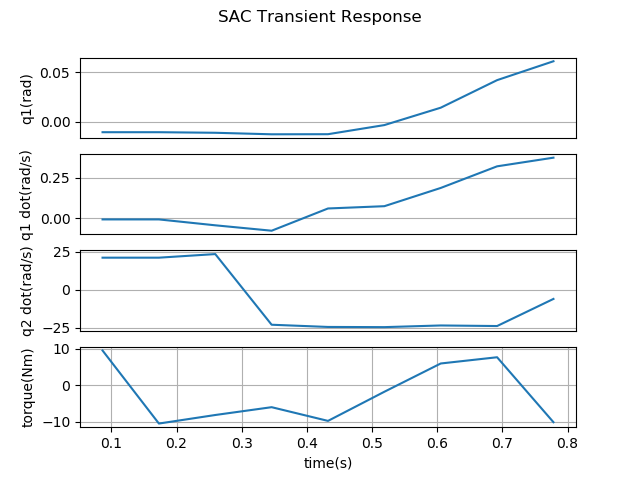 SAC Transient Response
0.05
0.00
q1(rad)
0.25
0.00
q1 dot(rad/s)
25
0
−25
q2 dot(rad/s)
10
0
−10
torque(Nm)
0.1 0.2 0.3 0.4 0.5 0.6 0.7 0.8
time(s)